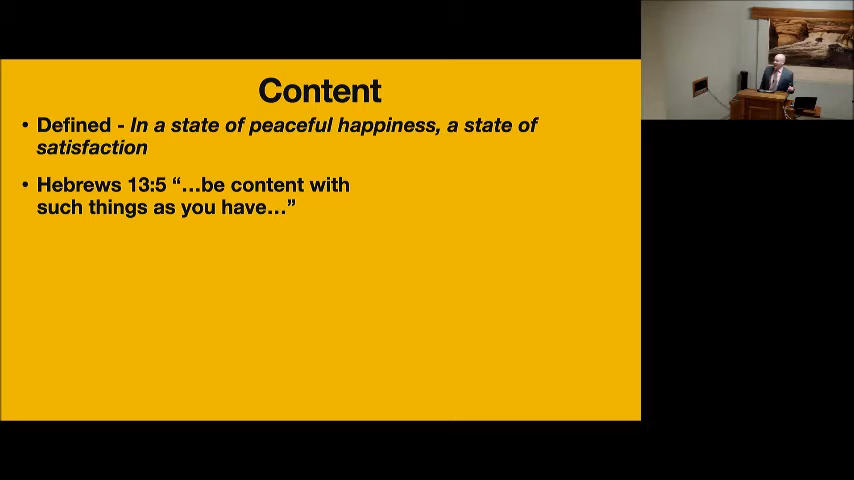 Content
• Defined - In a state of peaceful happiness, a state of
satisfaction
• Hebrews 13:5 “…be content with
such things as you have…”